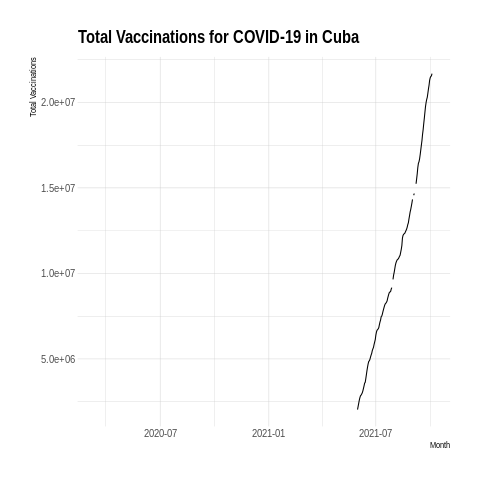 Total Vaccinations for COVID-19 in Cuba
Total Vaccinations
2.0e+07
1.5e+07
1.0e+07
5.0e+06
2020-07 2021-01 2021-07
Month